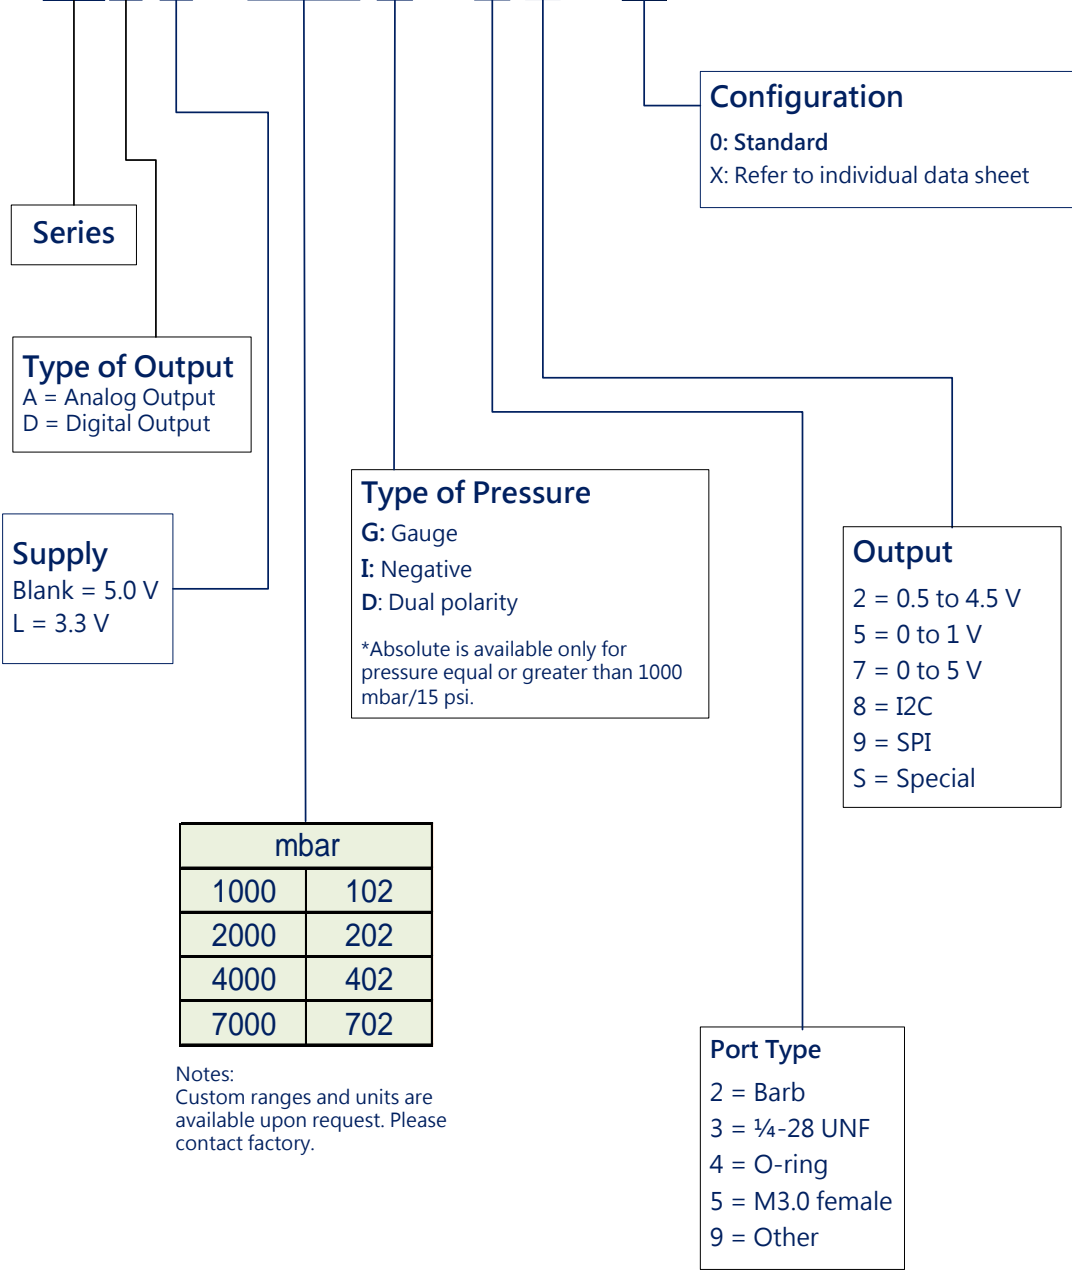 Configuration
0: Standard
X: Refer to individual data sheet
Series
Type of Output
A = Analog Output
D = Digital Output
Supply
Blank = 5.0 V
L = 3.3 V
Type of Pressure
G: Gauge
I: Negative
D: Dual polarity
*Absolute is available only for
pressure equal or greater than 1000
mbar/15 psi.
Output
2 = 0.5 to 4.5 V
5 = 0 to 1 V
7 = 0 to 5 V
8 = I2C
9 = SPI
S = Special
mbar
1000 102
2000 202
4000 402
7000 702
Notes:
Custom ranges and units are
available upon request. Please
contact factory.
Port Type
2 = Barb
3 = ¼-28 UNF
4 = O-ring
5 = M3.0 female
9 = Other